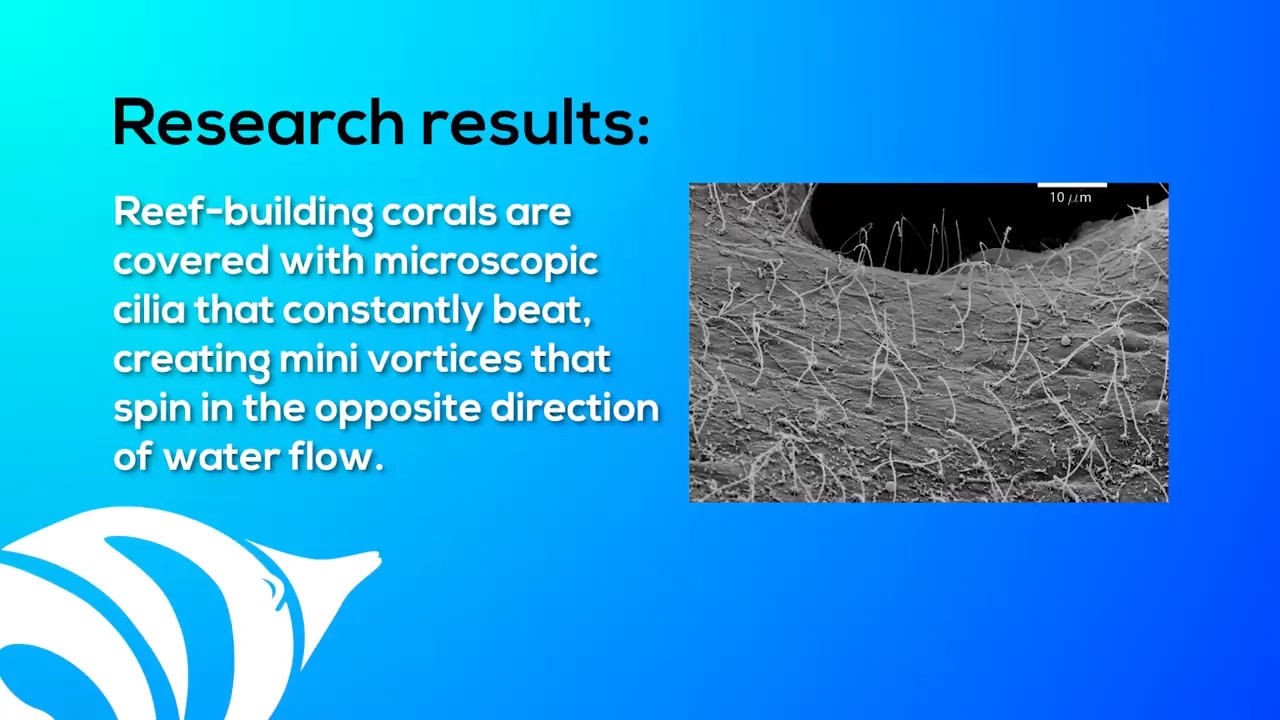 Research results:
Reef-building corals are
covered with microscopic
cilia that constantly beat,
creating mini vortices that
spin in the opposite direction
of water flow.
10 μm